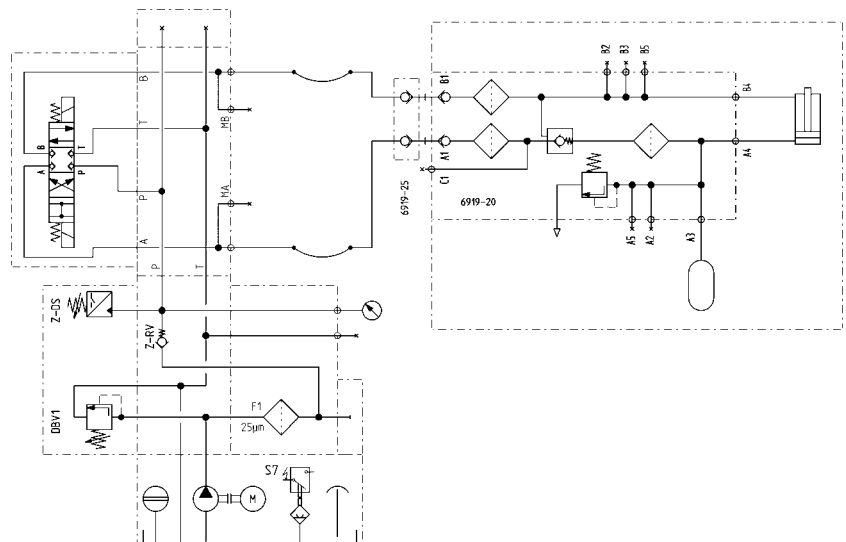 B2
B3
B5
B
B1
B4
MB
T
B
T
A
P
A1
A4
C1
6919-25
6919-20
MA
P
A
P
T
A5
A2
A3
Z-DS
Z-RV
DBV1
F1
25µm
S7
M
P